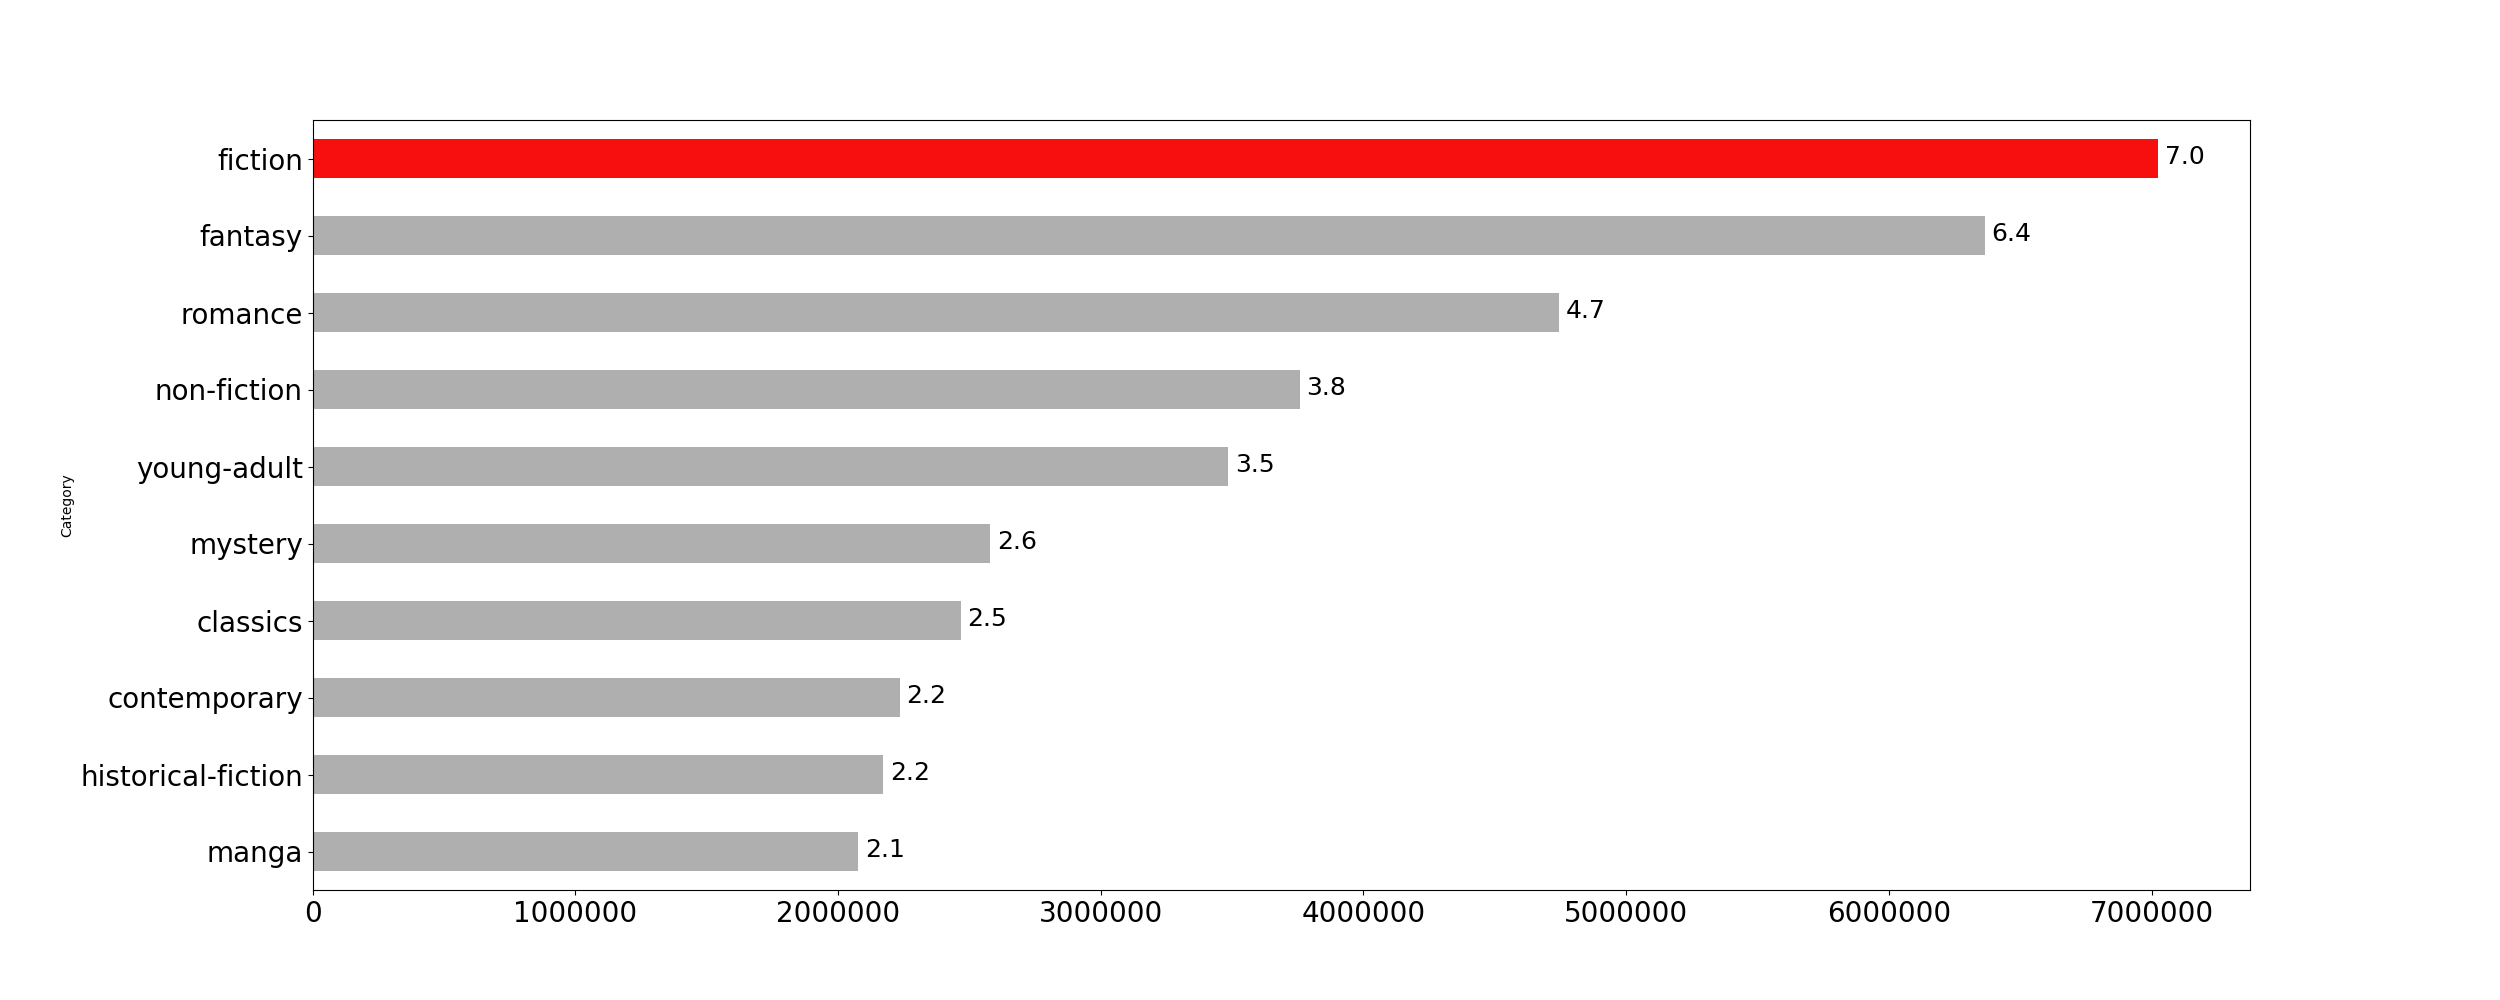 fiction 7.0
fantasy 6.4
romance 4.7
non-fiction 3.8
young-adult 3.5
mystery 2.6
classics 2.5
contemporary 2.2
historical-fiction 2.2
manga 2.1
Category
0 1000000 2000000 3000000 4000000 5000000 6000000 7000000